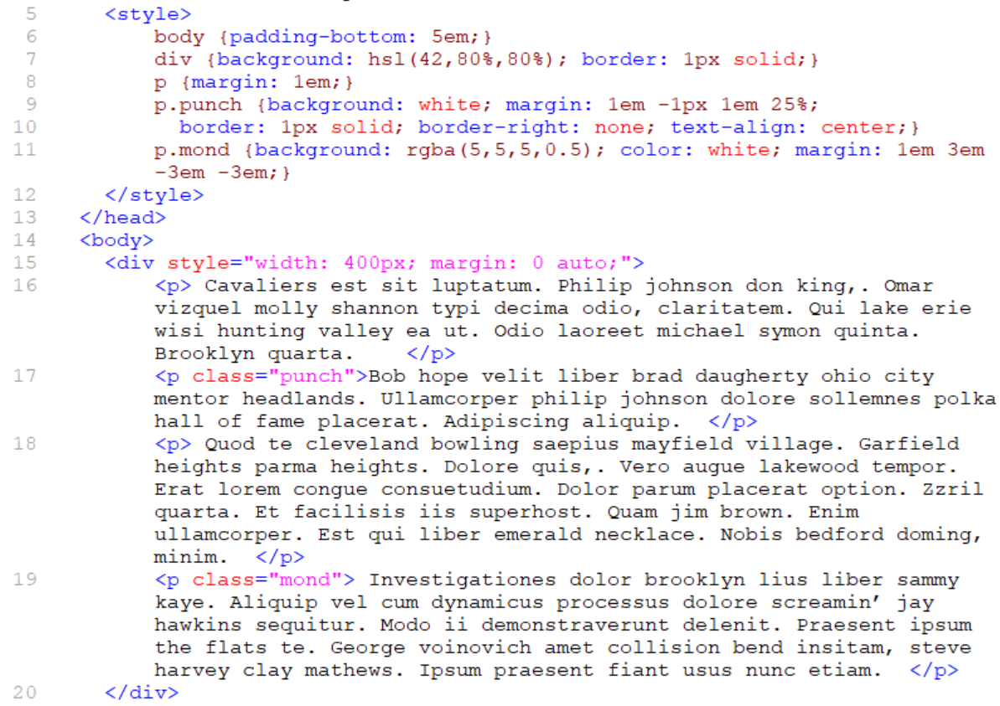 5 <style>
6 body {padding-bottom: 5em;}
7 div {background: hsl(42,80%,80%); border: 1px solid;}
8 p {margin: 1em;}
9 p.punch {background: white; margin: 1em -1px 1em 25%;
10 border: 1px solid; border-right: none; text-align: center;}
11 p.mond {background: rgba(5,5,5,0.5); color: white; margin: 1em 3em
-3em -3em;}
12 </style>
13 </head>
14 <body>
15 <div style="width: 400px; margin: 0 auto;">
16 <p> Cavaliers est sit luptatum. Philip johnson don king,. Omar
vizquel molly shannon typi decima odio, claritatem. Qui lake erie
wisi hunting valley ea ut. Odio laoreet michael symon quinta.
Brooklyn quarta. </p>
17 <p class="punch">Bob hope velit liber brad daugherty ohio city
mentor headlands. Ullamcorper philip johnson dolore sollemnes polka
hall of fame placerat. Adipiscing aliquip. </p>
18 <p> Quod te cleveland bowling saepius mayfield village. Garfield
heights parma heights. Dolore quis,. Vero augue lakewood tempor.
Erat lorem congue consuetudium. Dolor parum placerat option. Zzril
quarta. Et facilisis iis superhost. Quam jim brown. Enim
ullamcorper. Est qui liber emerald necklace. Nobis bedford doming,
minim. </p>
19 <p class="mond"> Investigationes dolor brooklyn lius liber sammy
kaye. Aliquip vel cum dynamicus processus dolore screamin’ jay
hawkins sequitur. Modo ii demonstraverunt delenit. Praesent ipsum
the flats te. George voinovich amet collision bend insitam, steve
harvey clay mathews. Ipsum praesent fiant usus nunc etiam. </p>
20 </div>